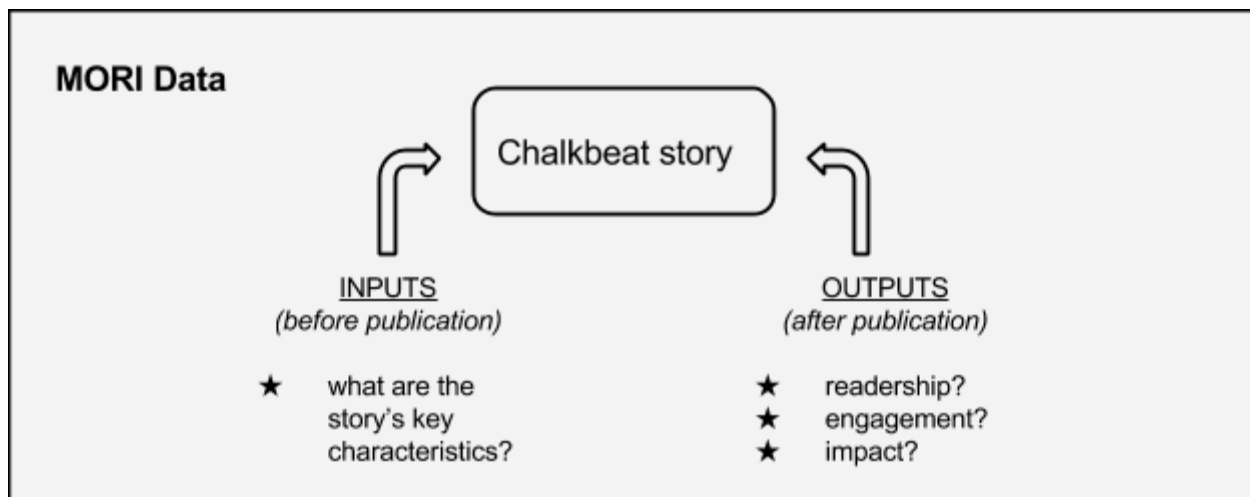 MORI Data
Chalkbeat story
INPUTS
(before publication)
★ what are the
story's key
characteristics?
OUTPUTS
(after publication)
★ readership?
★ engagement?
★ impact?